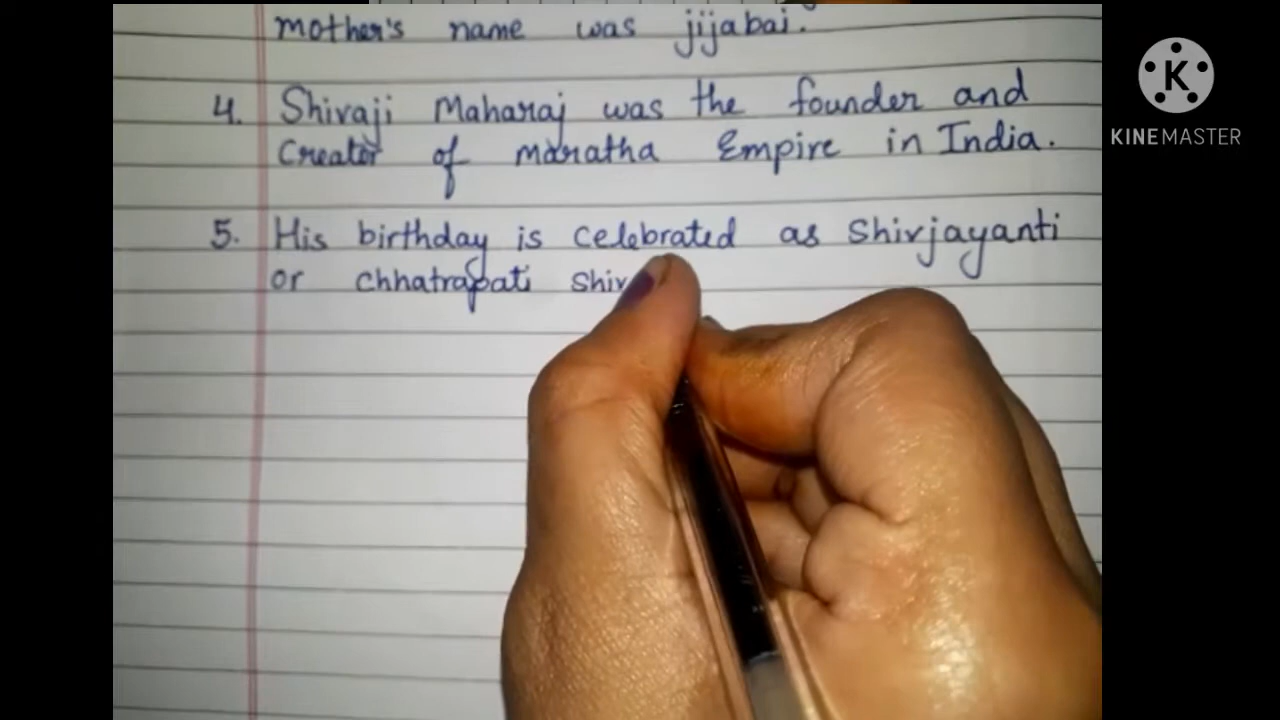 mother's name was jijabai.
4. Shivaji Maharaj was the founder and
Creator of maratha Empire in India.
5. His birthday is celebrated as Shivjayanti
or Chhatrapati Shiv
K
KINEMASTER